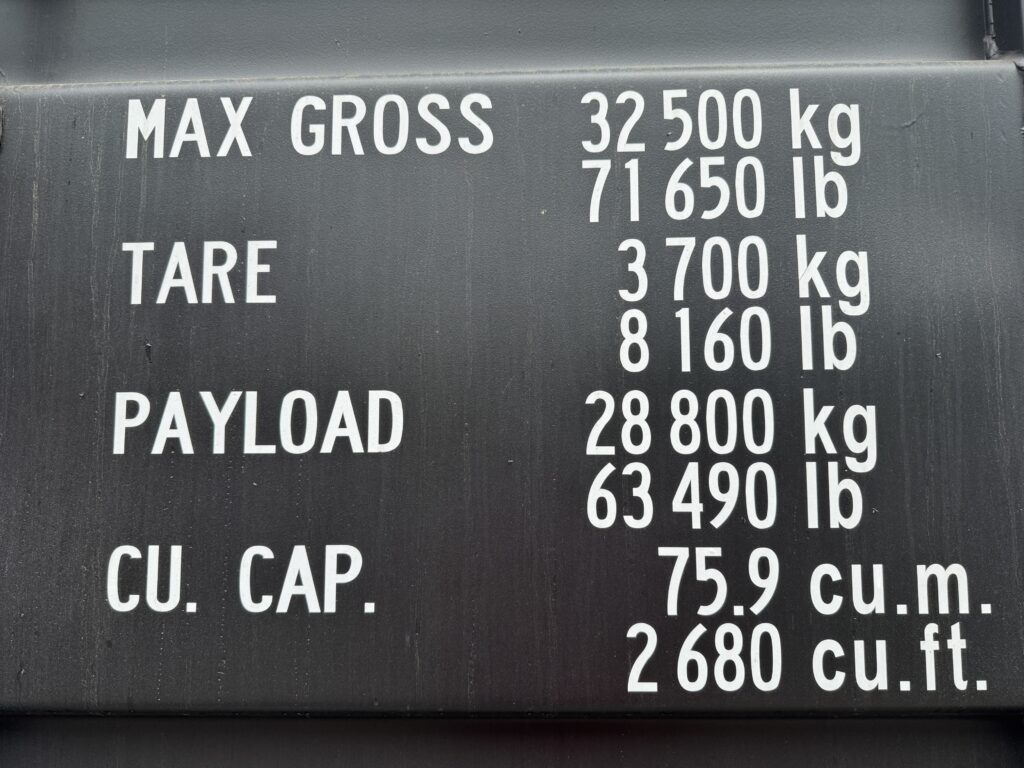 MAX GROSS 32 500 kg
71 650 lb
TARE 3 700 kg
8 160 lb
PAYLOAD 28 800 kg
63 490 lb
CU. CAP. 75.9 cu.m.
2 680 cu.ft.